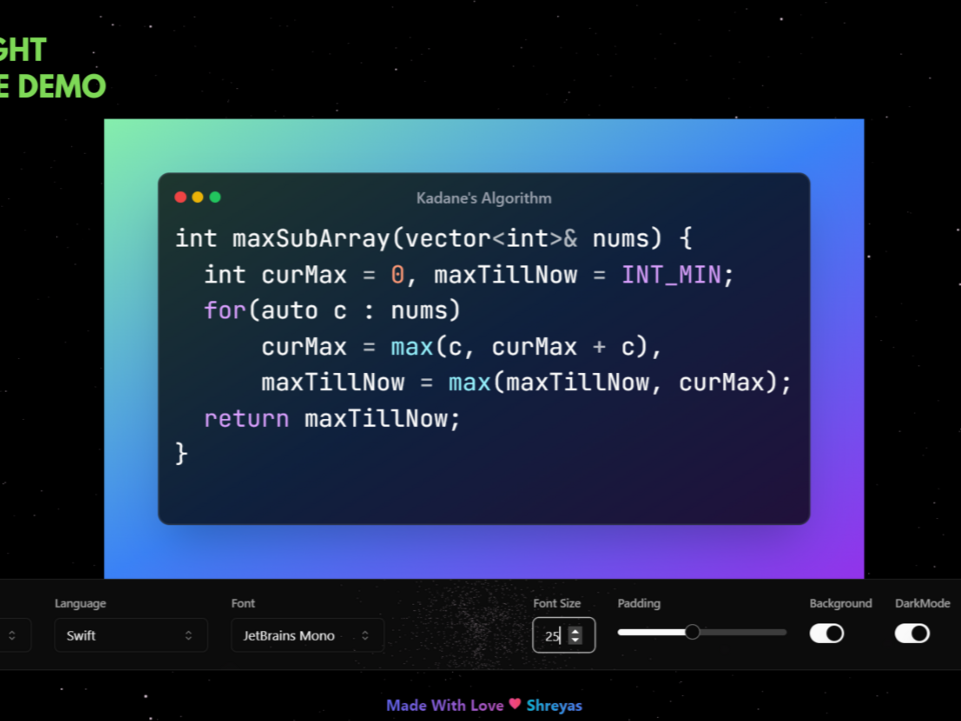 GHT
E DEMO
Kadane's Algorithm
int maxSubArray(vector<int>& nums) {
  int curMax = 0, maxTillNow = INT_MIN;
  for(auto c : nums)
      curMax = max(c, curMax + c),
      maxTillNow = max(maxTillNow, curMax);
  return maxTillNow;
}
Language Font Font Size Padding Background DarkMode
Swift JetBrains Mono 25
Made With Love ❤ Shreyas